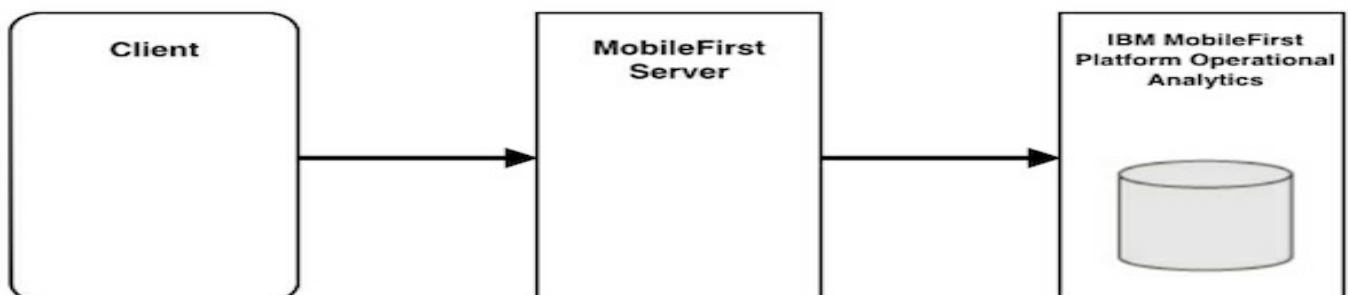 Client
MobileFirst
Server
IBM MobileFirst
Platform Operational
Analytics